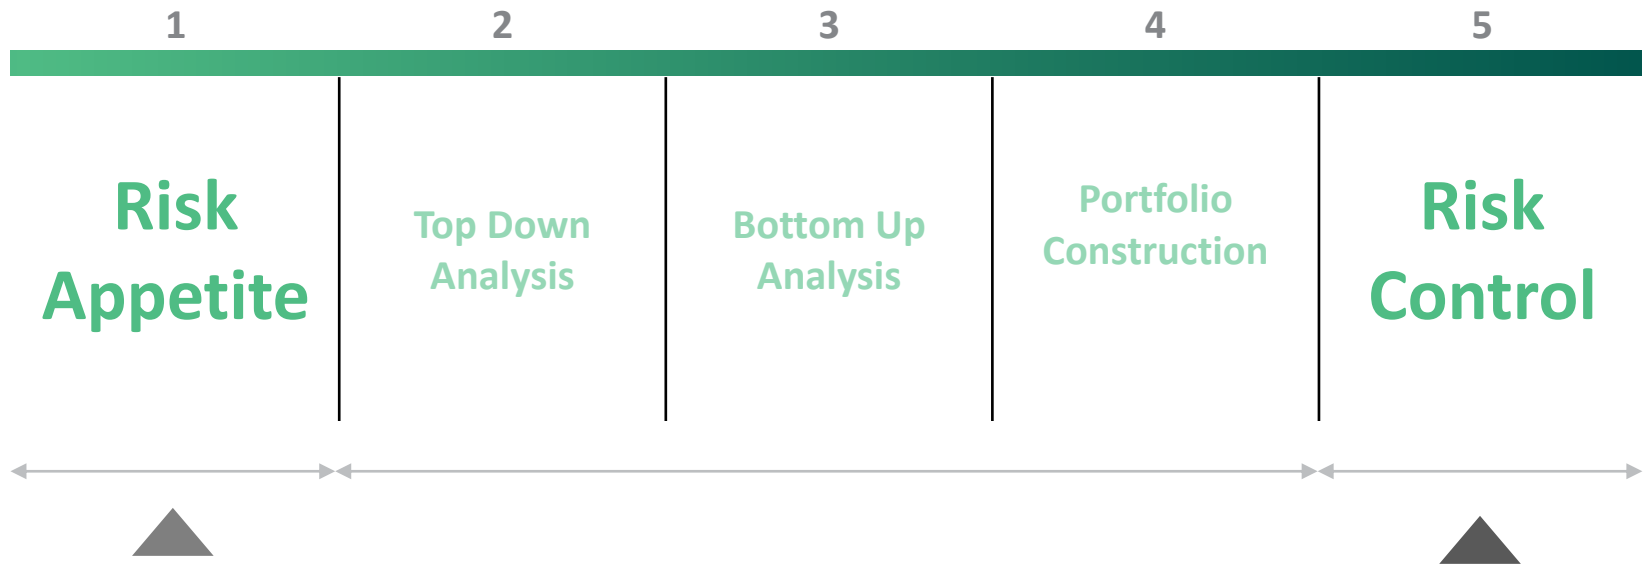 1
2
3
4
5
Risk
Appetite
Top Down
Analysis
Bottom Up
Analysis
Portfolio
Construction
Risk
Control